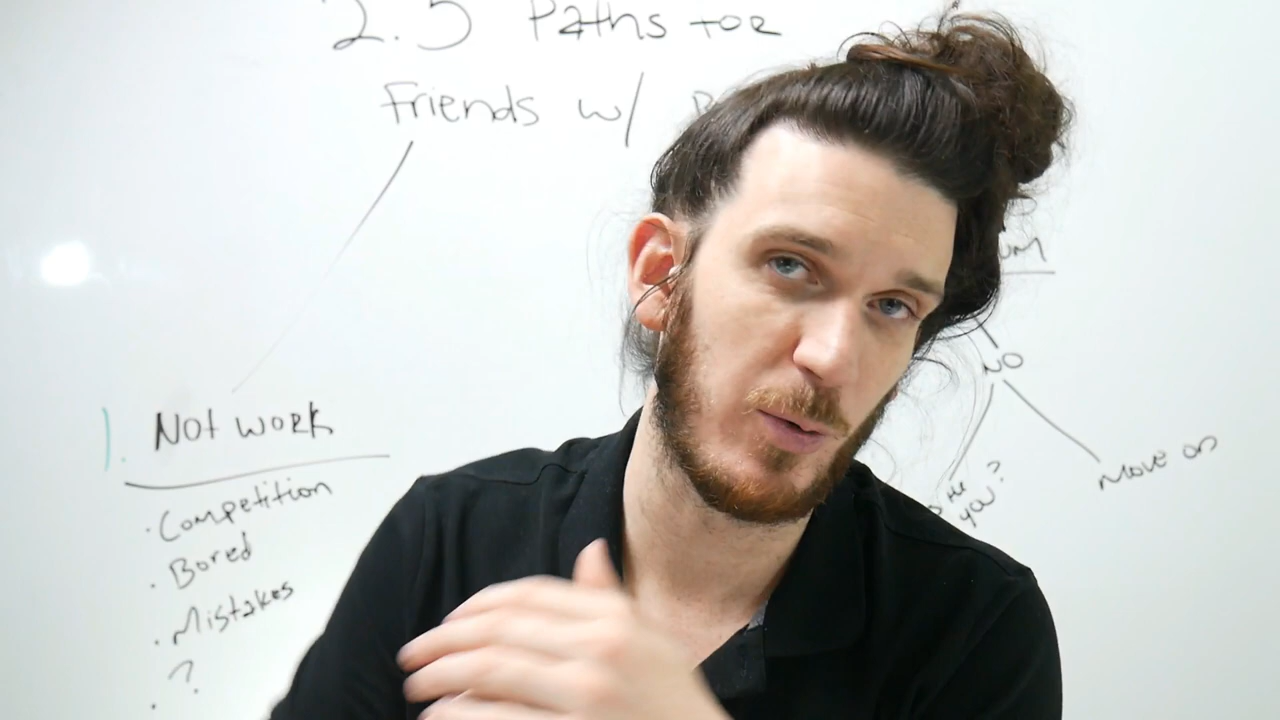 2.5 Paths for
Friends w/
1. Not work
· Competition
· Bored
· Mistakes
· ?
·
NO
you?
Move on